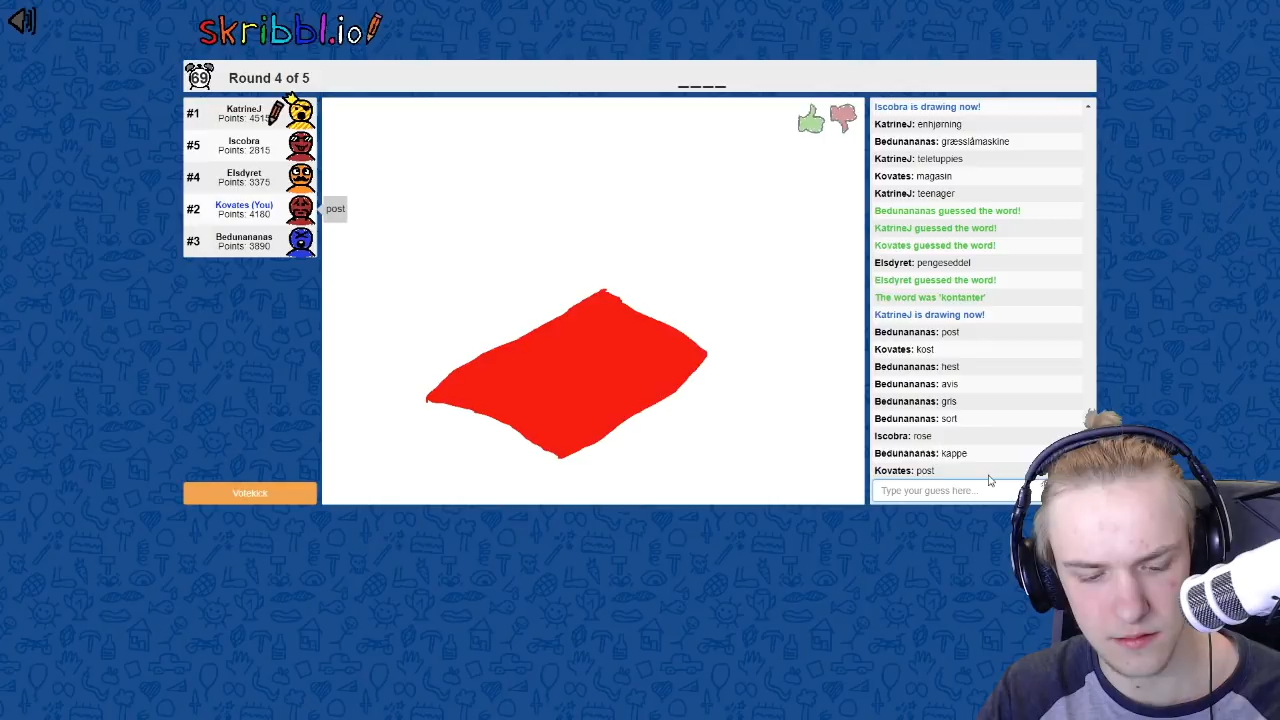 skribbl.io
69
Round 4 of 5
____
#1
KatrineJ
Points: 4515
#5
Iscobra
Points: 2815
#4
Elsdyret
Points: 3375
#2
Kovates (You)
Points: 4180
post
#3
Bedunananas
Points: 3890
Votekick
Iscobra is drawing now!
KatrineJ: enhjørning
Bedunananas: græsslåmaskine
KatrineJ: teletuppies
Kovates: magasin
KatrineJ: teenager
Bedunananas guessed the word!
KatrineJ guessed the word!
Kovates guessed the word!
Elsdyret: pengeseddel
Elsdyret guessed the word!
The word was 'kontanter'
KatrineJ is drawing now!
Bedunananas: post
Kovates: kost
Bedunananas: hest
Bedunananas: avis
Bedunananas: gris
Bedunananas: sort
Iscobra: rose
Bedunananas: kappe
Kovates: post
Type your guess here...